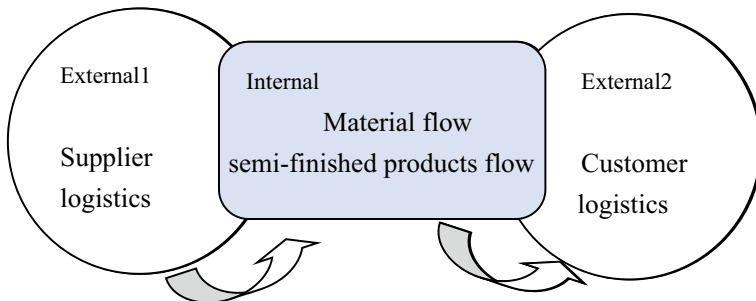 External1
Supplier
logistics
Internal
Material flow
semi-finished products flow
External2
Customer
logistics